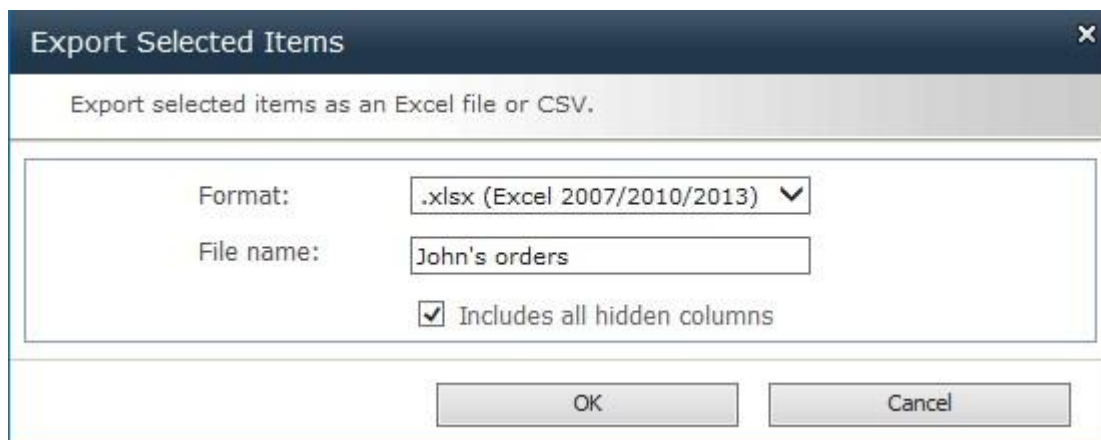 Export Selected Items
Export selected items as an Excel file or CSV.
Format: .xlsx (Excel 2007/2010/2013)
File name: John's orders
Includes all hidden columns
OK Cancel